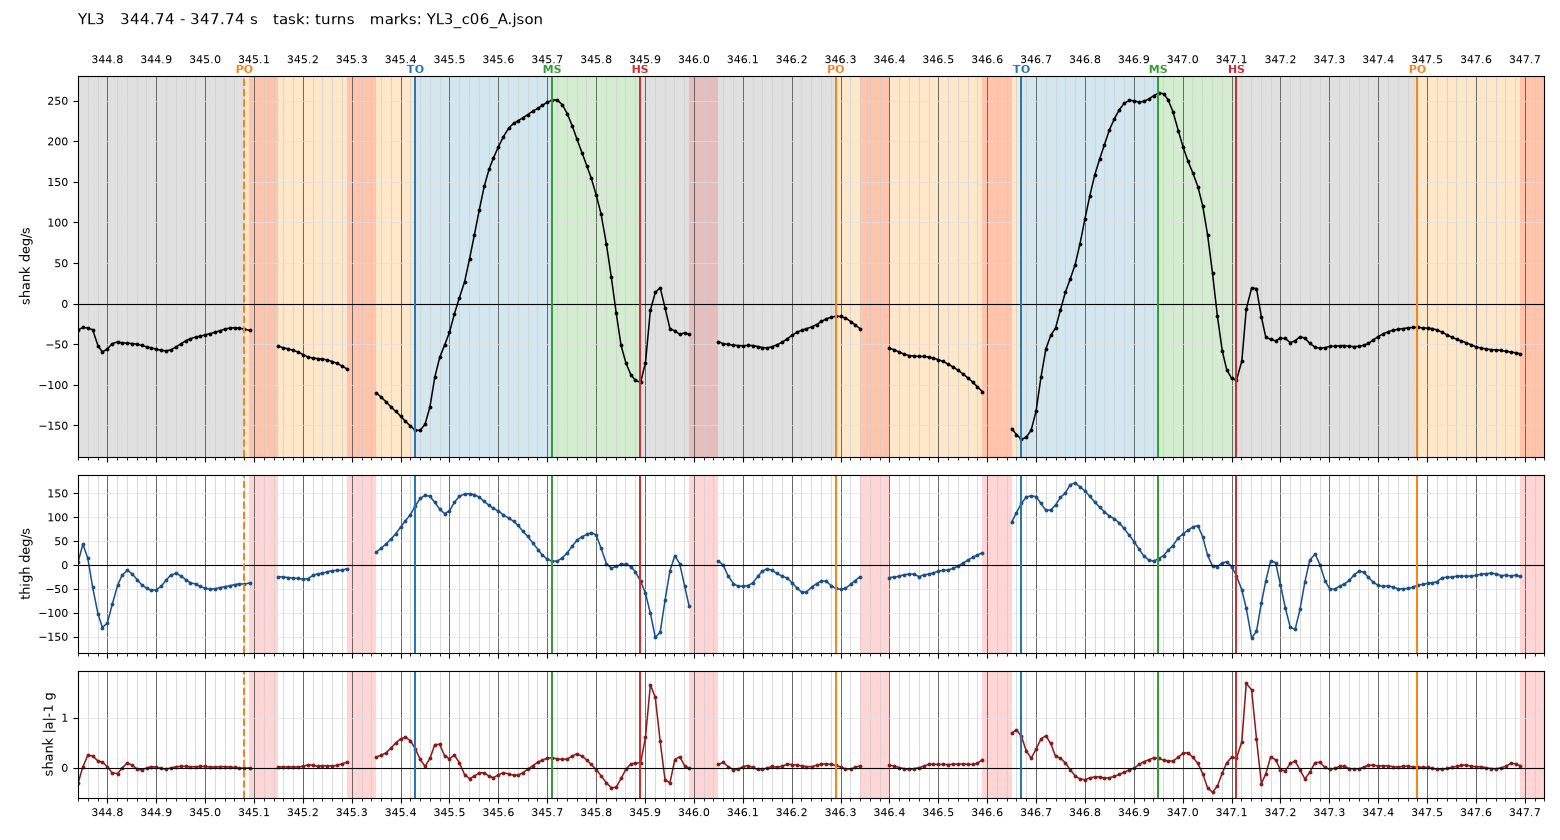 YL3   344.74 - 347.74 s   task: turns   marks: YL3_c06_A.json
344.8 344.9 345.0 345.1 345.2 345.3 345.4 345.5 345.6 345.7 345.8 345.9 346.0 346.1 346.2 346.3 346.4 346.5 346.6 346.7 346.8 346.9 347.0 347.1 347.2 347.3 347.4 347.5 347.6 347.7
PO TO MS HS PO TO MS HS PO
shank deg/s
250
200
150
100
50
0
−50
−100
−150
thigh deg/s
150
100
50
0
−50
−100
−150
shank |a|-1 g
1
0
344.8 344.9 345.0 345.1 345.2 345.3 345.4 345.5 345.6 345.7 345.8 345.9 346.0 346.1 346.2 346.3 346.4 346.5 346.6 346.7 346.8 346.9 347.0 347.1 347.2 347.3 347.4 347.5 347.6 347.7